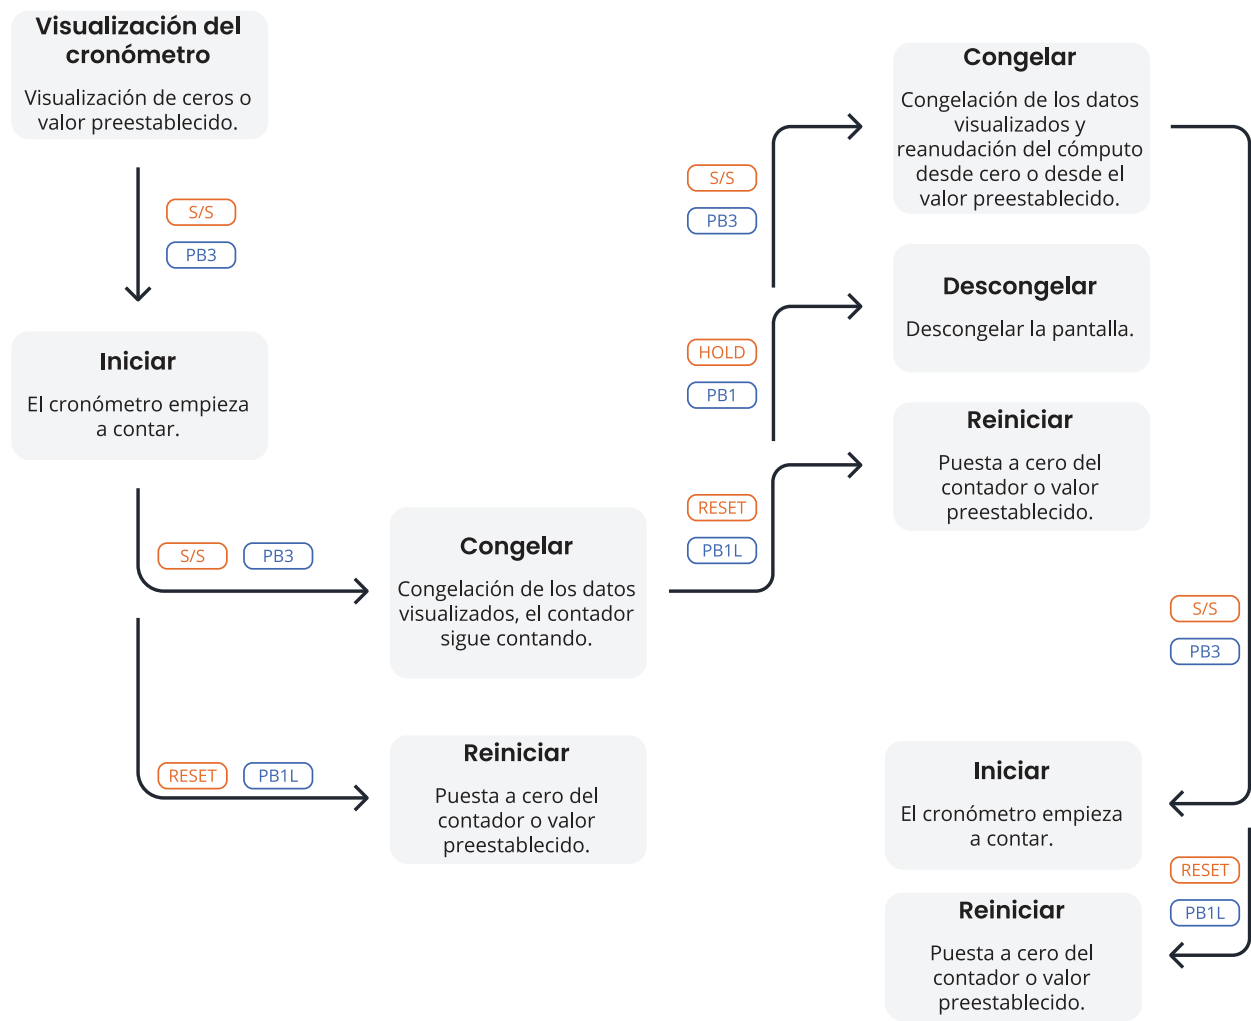 Visualización del
cronómetro
Visualización de ceros o
valor preestablecido.
S/S
PB3
Iniciar
El cronómetro empieza
a contar.
S/S
PB3
Congelar
Congelación de los datos
visualizados, el contador
sigue contando.
RESET
PB1L
Reiniciar
Puesta a cero del
contador o valor
preestablecido.
S/S
PB3
Congelar
Congelación de los datos
visualizados y
reanudación del cómputo
desde cero o desde el
valor preestablecido.
HOLD
PB1
Descongelar
Descongelar la pantalla.
RESET
PB1L
Reiniciar
Puesta a cero del
contador o valor
preestablecido.
S/S
PB3
Iniciar
El cronómetro empieza
a contar.
RESET
PB1L
Reiniciar
Puesta a cero del
contador o valor
preestablecido.